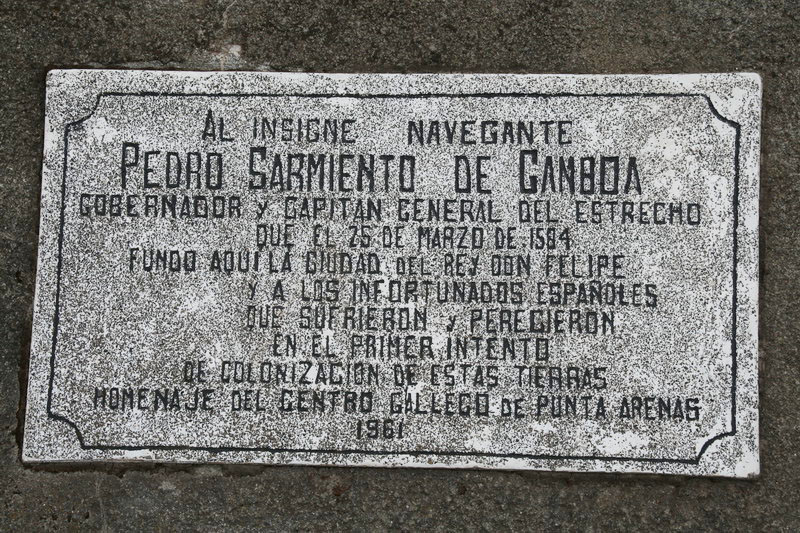 AL INSIGNE NAVEGANTE
PEDRO SARMIENTO DE GAMBOA
GOBERNADOR Y CAPITAN GENERAL DEL ESTRECHO
QUE EL 25 DE MARZO DE 1584
FUNDO AQUI LA CIUDAD DEL REY DON FELIPE
Y A LOS INFORTUNADOS ESPAÑOLES
QUE SUFRIERON y PERECIERON
EN EL PRIMER INTENTO
DE COLONIZACION DE ESTAS TIERRAS
HOMENAJE DEL CENTRO GALLEGO DE PUNTA ARENAS
1961